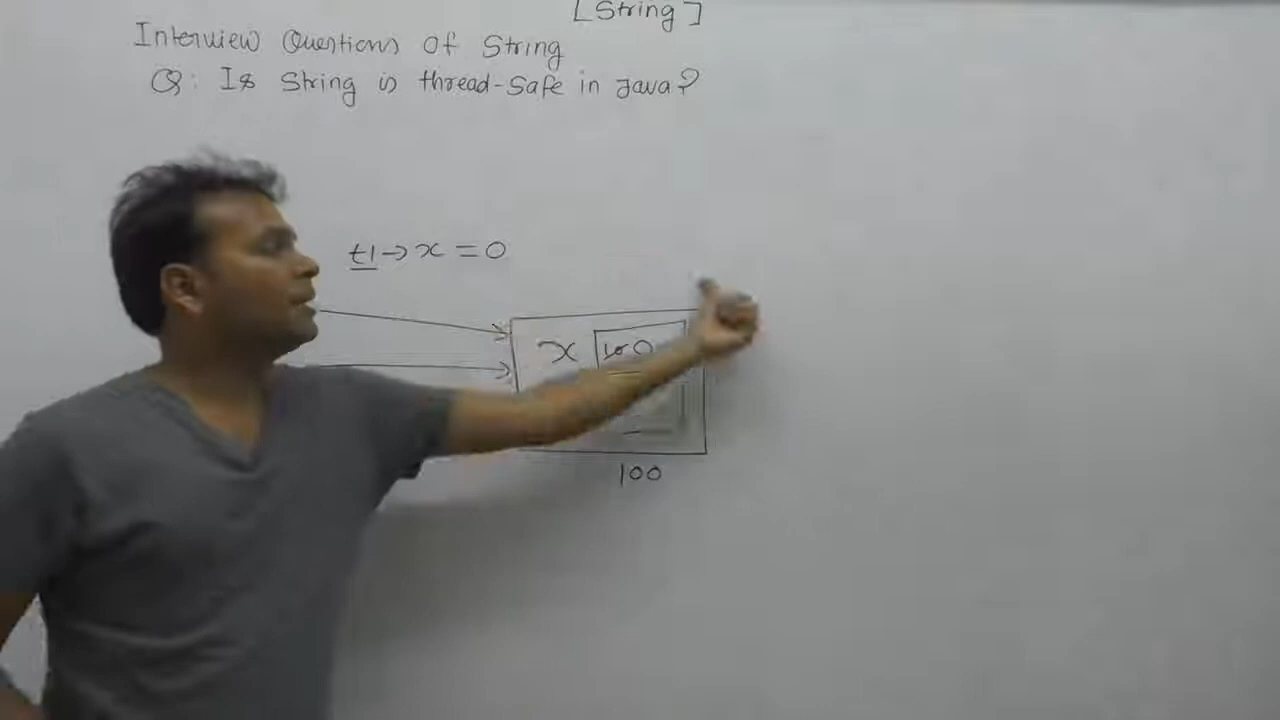 [String]
Interview Questions of String
Q: Is String is thread-safe in Java?
t1→x = 0
x
100